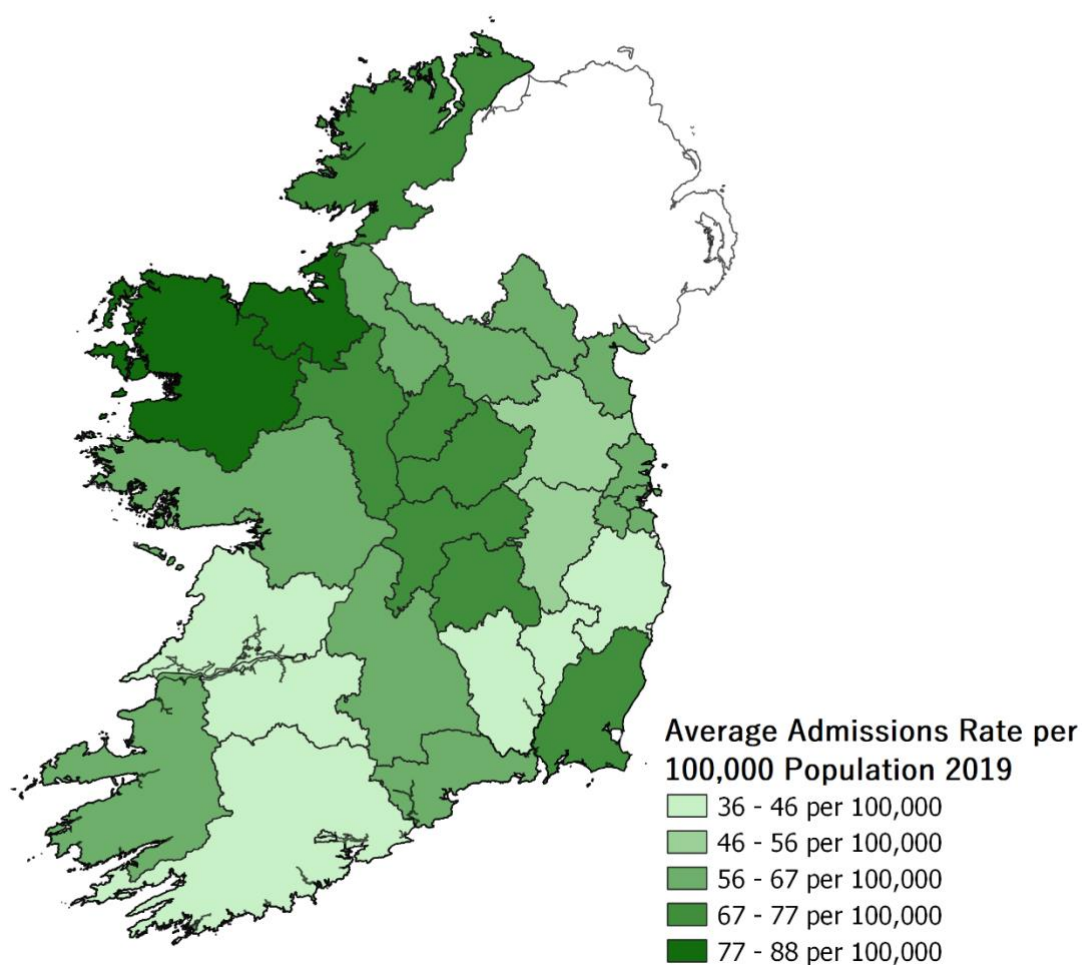 Average Admissions Rate per
100,000 Population 2019
36 - 46 per 100,000
46 - 56 per 100,000
56 - 67 per 100,000
67 - 77 per 100,000
77 - 88 per 100,000